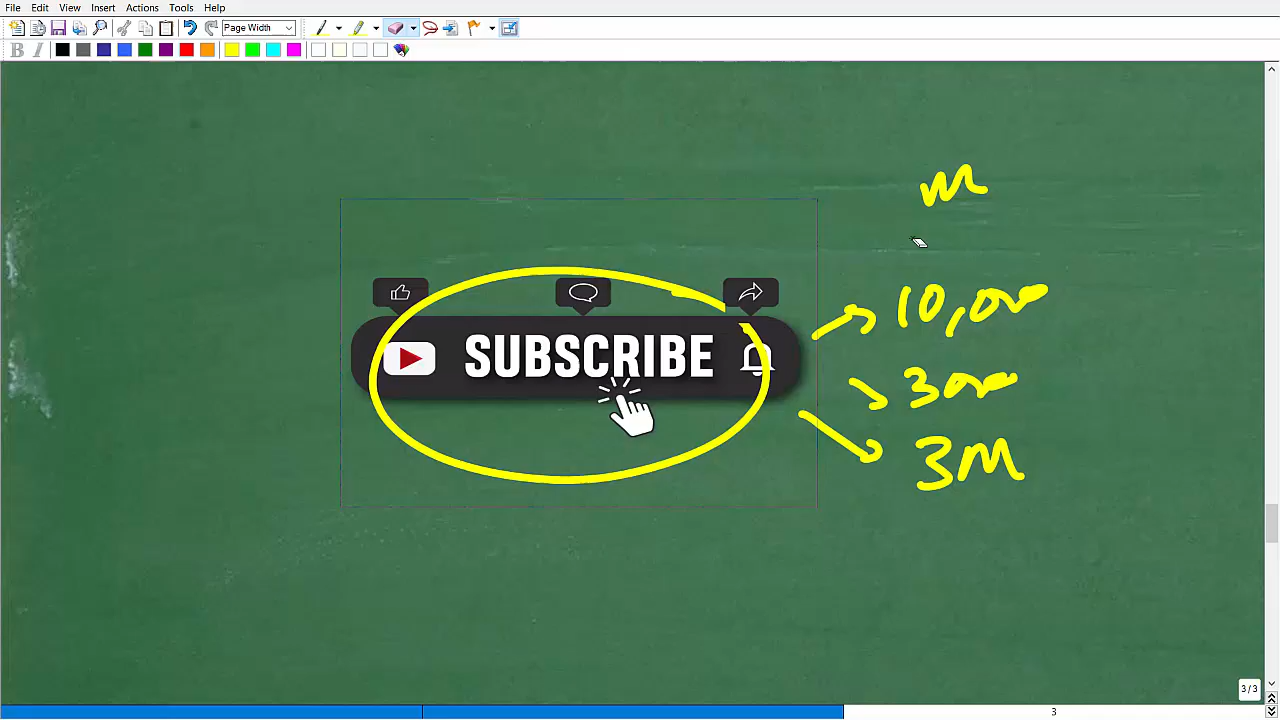 File Edit View Insert Actions Tools Help
Page Width
B I
m
10,000
SUBSCRIBE
300
3M
3/3
3